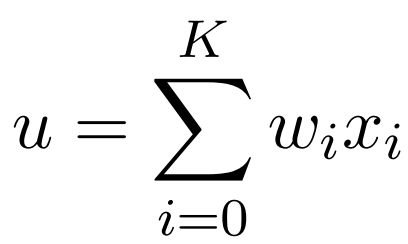 u = \sum_{i=0}^{K} w_i x_i